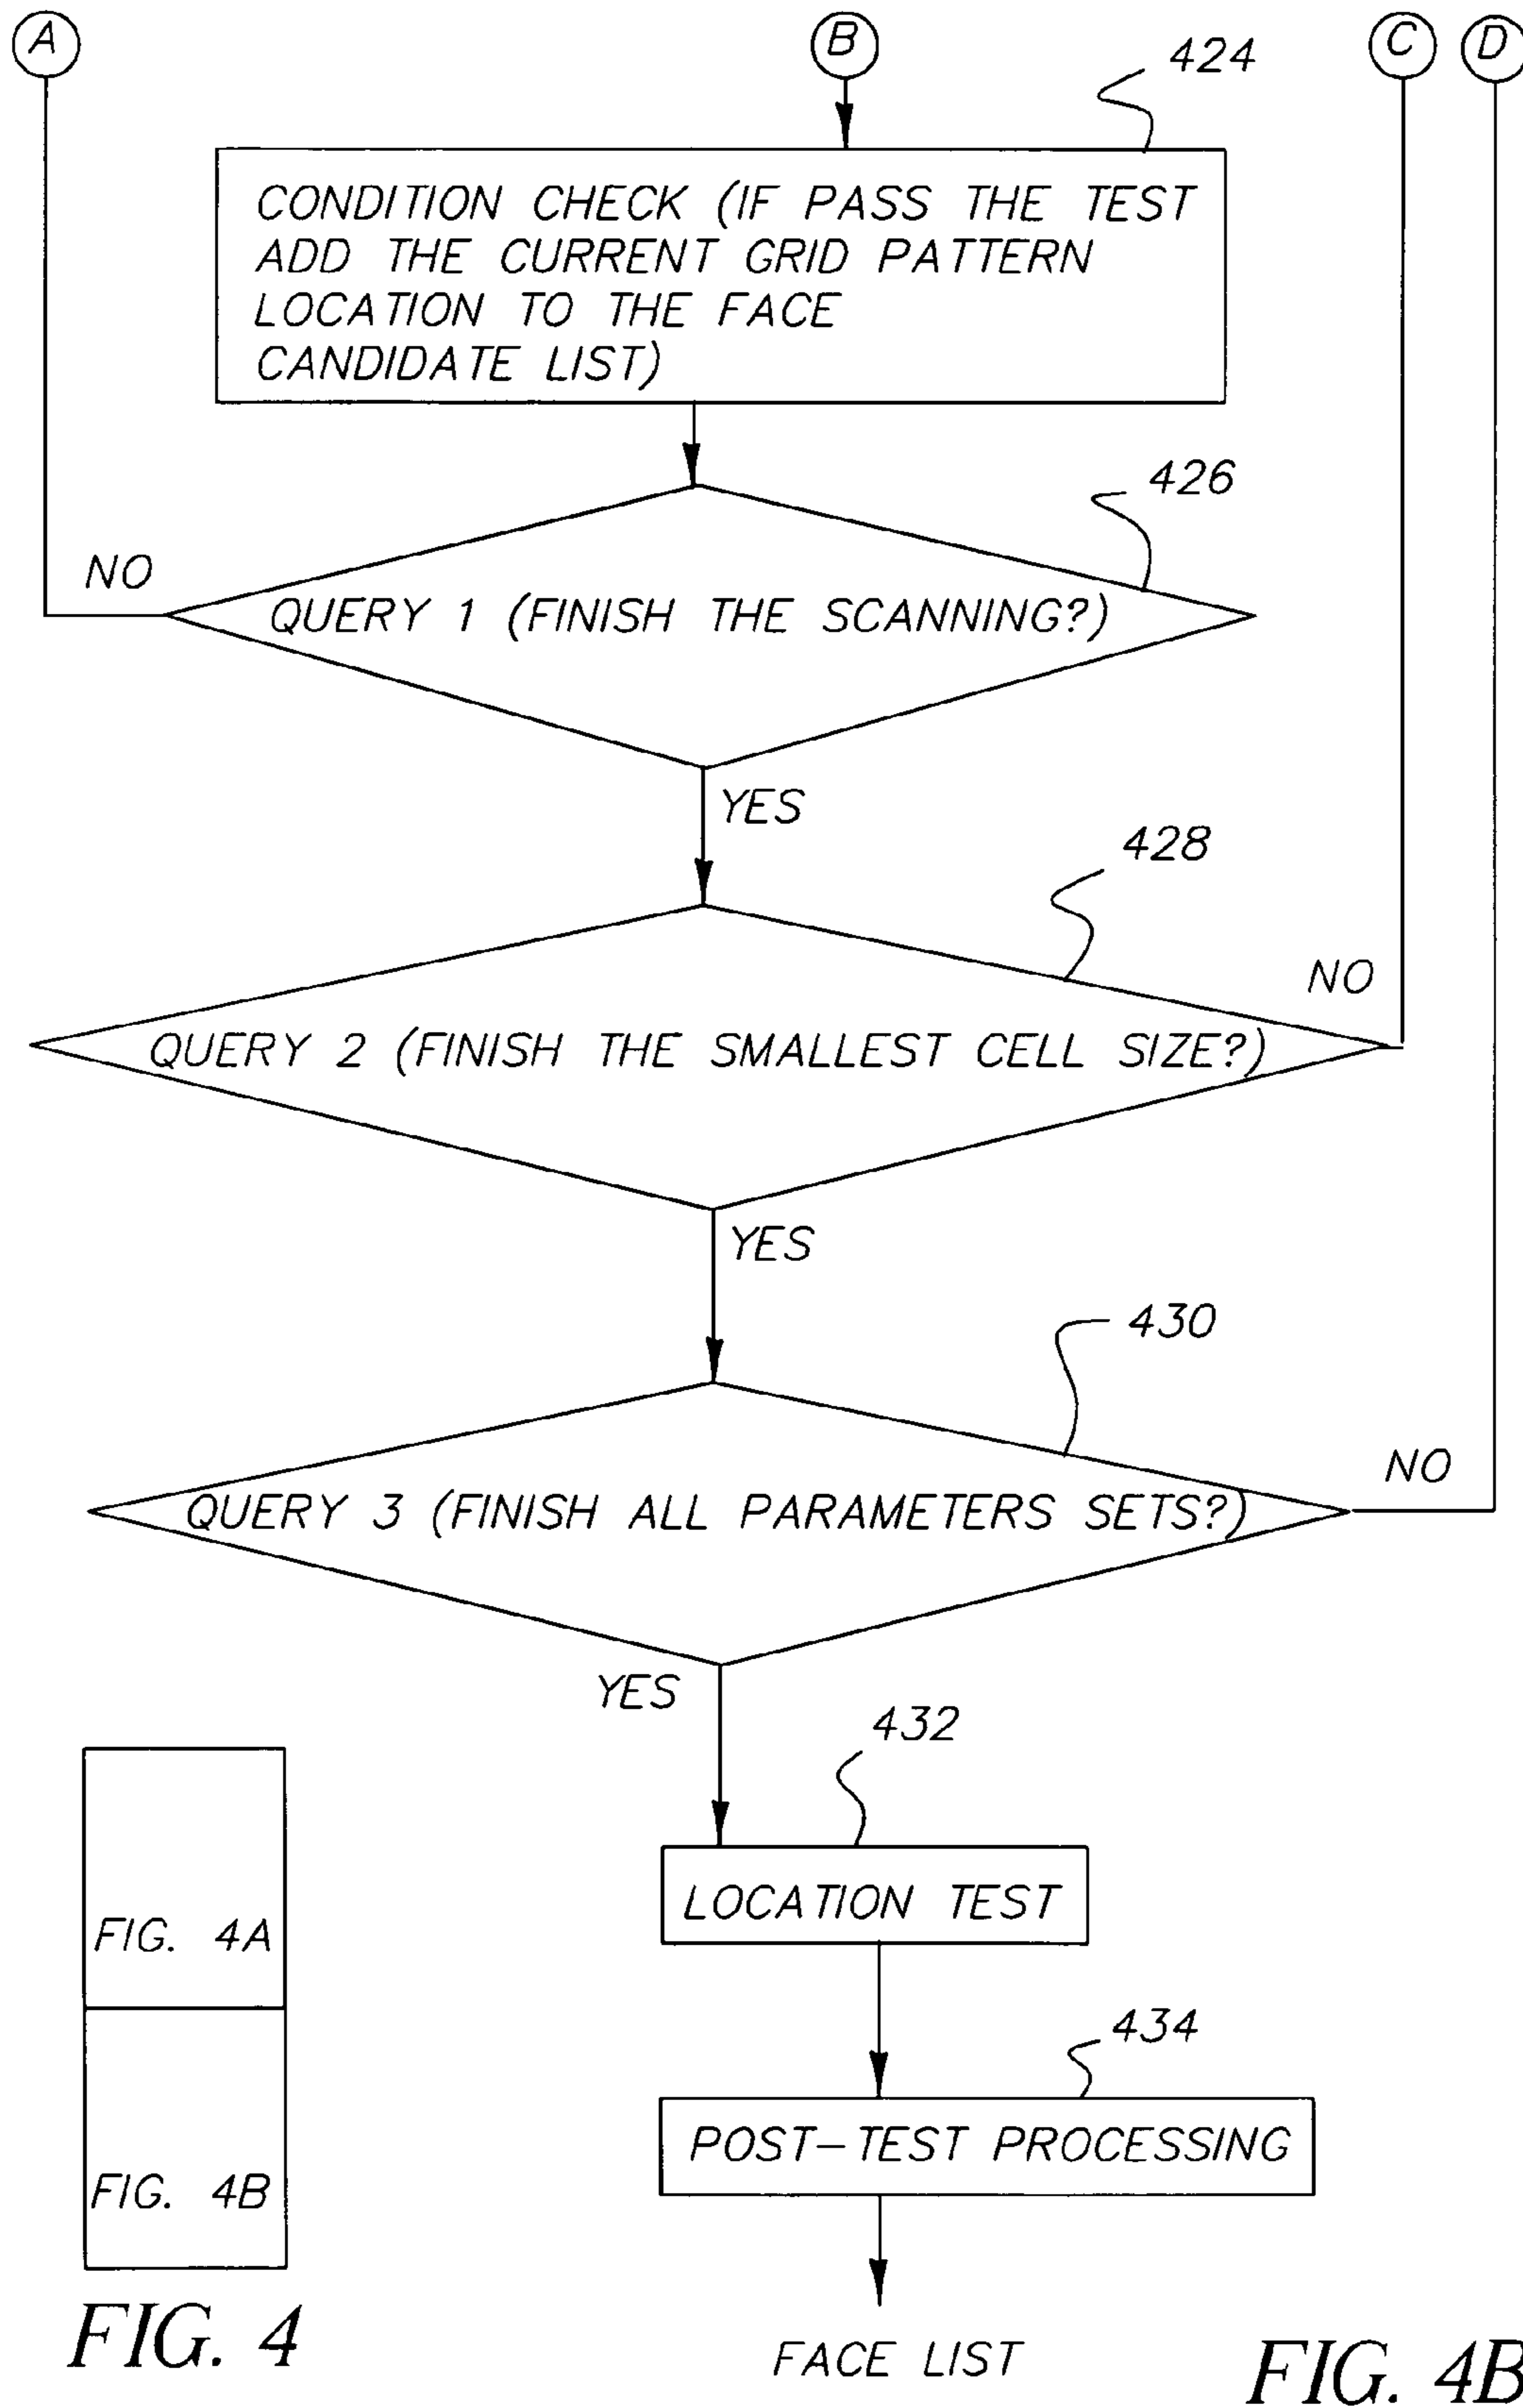 A
B
C
D
424
CONDITION CHECK (IF PASS THE TEST
ADD THE CURRENT GRID PATTERN
LOCATION TO THE FACE
CANDIDATE LIST)
426
NO
QUERY 1 (FINISH THE SCANNING?)
YES
428
NO
QUERY 2 (FINISH THE SMALLEST CELL SIZE?)
YES
430
NO
QUERY 3 (FINISH ALL PARAMETERS SETS?)
YES
432
LOCATION TEST
434
POST-TEST PROCESSING
FACE LIST
FIG. 4A
FIG. 4B
FIG. 4
FIG. 4B